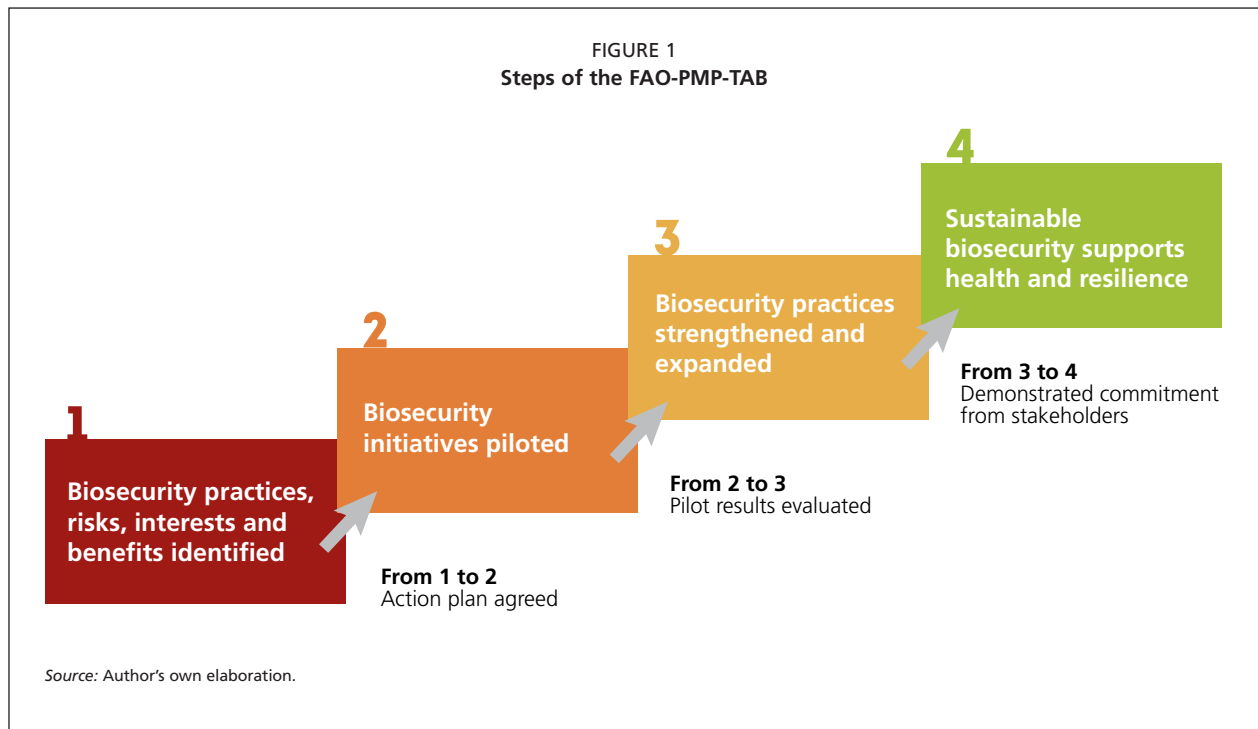 FIGURE 1
Steps of the FAO-PMP-TAB
1
Biosecurity practices,
risks, interests and
benefits identified
From 1 to 2
Action plan agreed
2
Biosecurity
initiatives piloted
From 2 to 3
Pilot results evaluated
3
Biosecurity practices
strengthened and
expanded
From 3 to 4
Demonstrated commitment
from stakeholders
4
Sustainable
biosecurity supports
health and resilience
Source: Author's own elaboration.